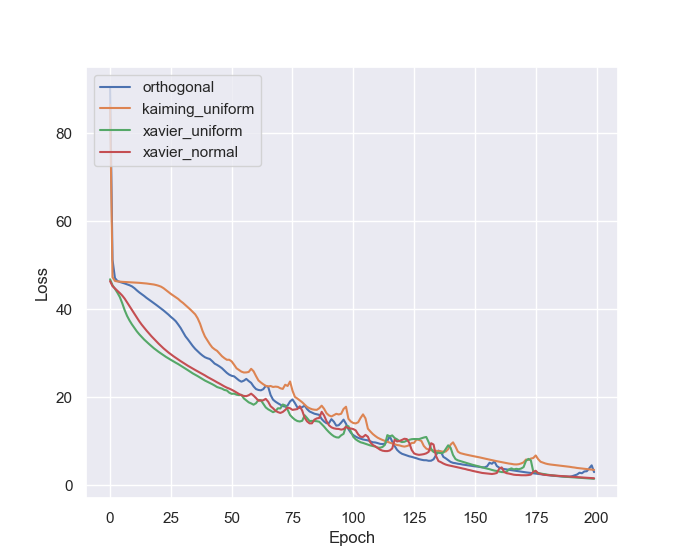 orthogonal
kaiming_uniform
xavier_uniform
xavier_normal
80
60
40
20
0
Loss
0 25 50 75 100 125 150 175 200
Epoch